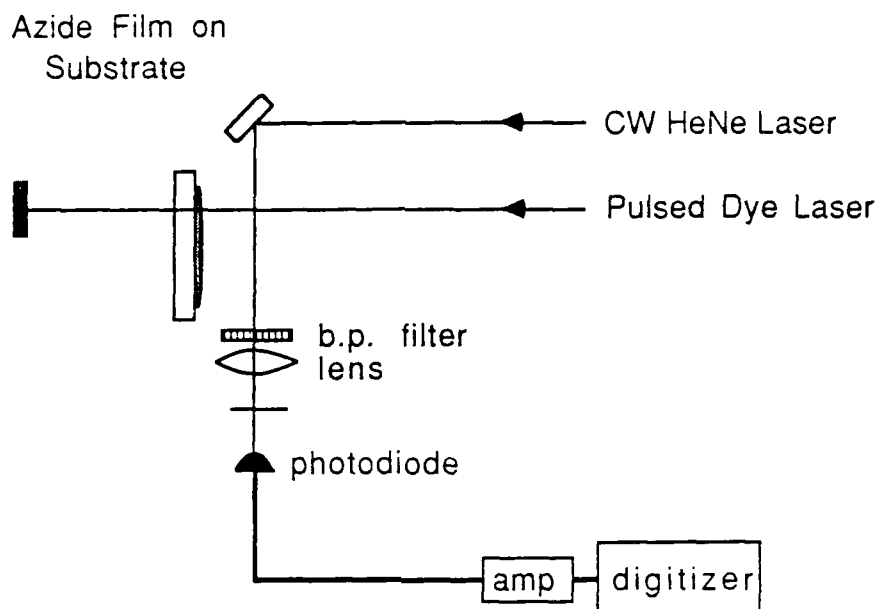 Azide Film on
Substrate
CW HeNe Laser
Pulsed Dye Laser
b.p. filter
lens
photodiode
amp
digitizer